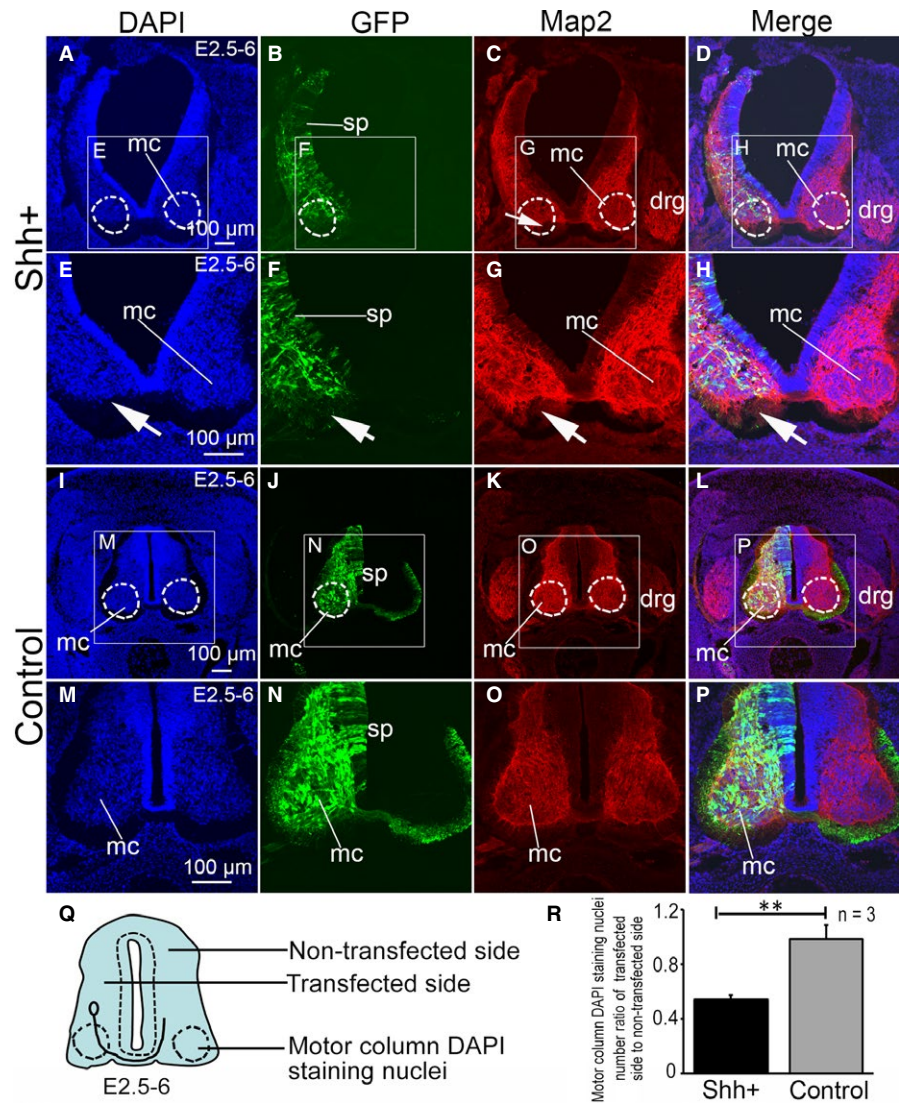 DAPI GFP Map2 Merge
Shh+
A E2.5-6 B C D
mc sp mc
E F G H
drg drg
100 µm
E E2.5-6 F G H
mc sp mc
100 µm
Control
I E2.5-6 J K L
M N O P
sp drg drg
mc mc mc
100 µm
M E2.5-6 N O P
sp
mc mc mc mc
100 µm
Q R
Non-transfected side
Transfected side
Motor column DAPI
staining nuclei
E2.5-6
Motor column DAPI staining nuclei
number ratio of transfected
side to non-transfected side
** n = 3
1.2
0.8
0.4
0
Shh+ Control